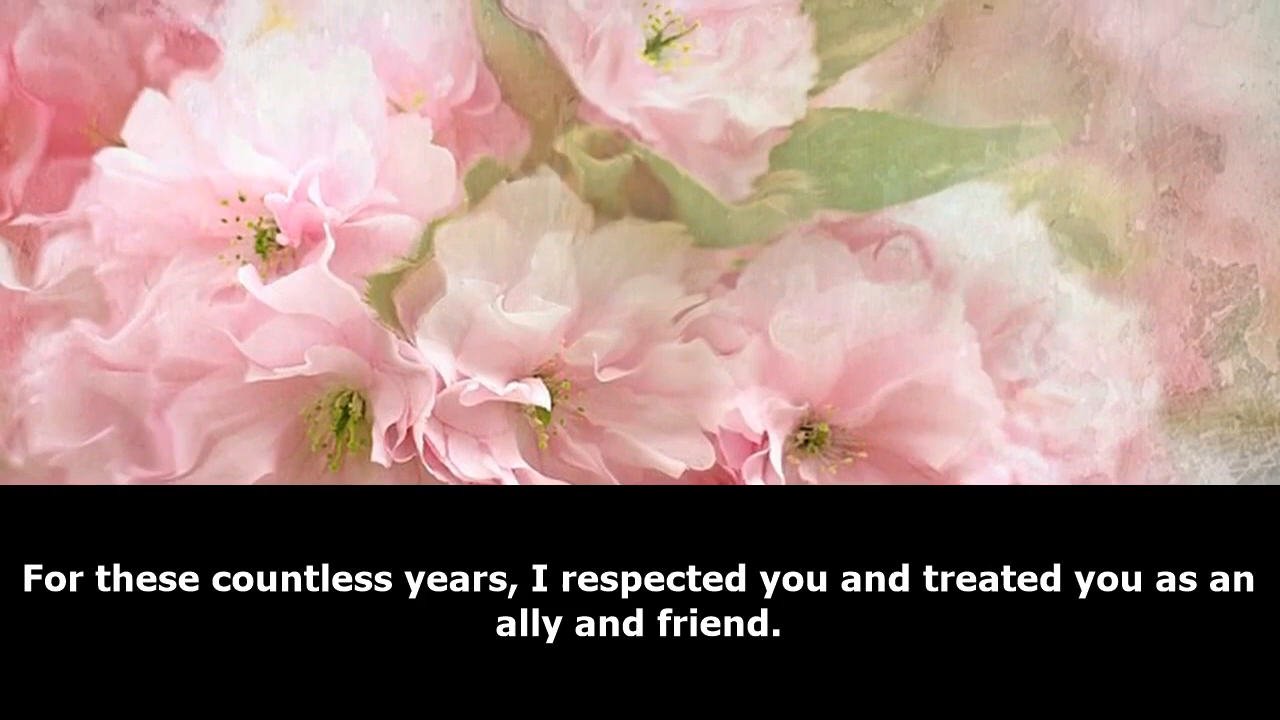 For these countless years, I respected you and treated you as an
ally and friend.